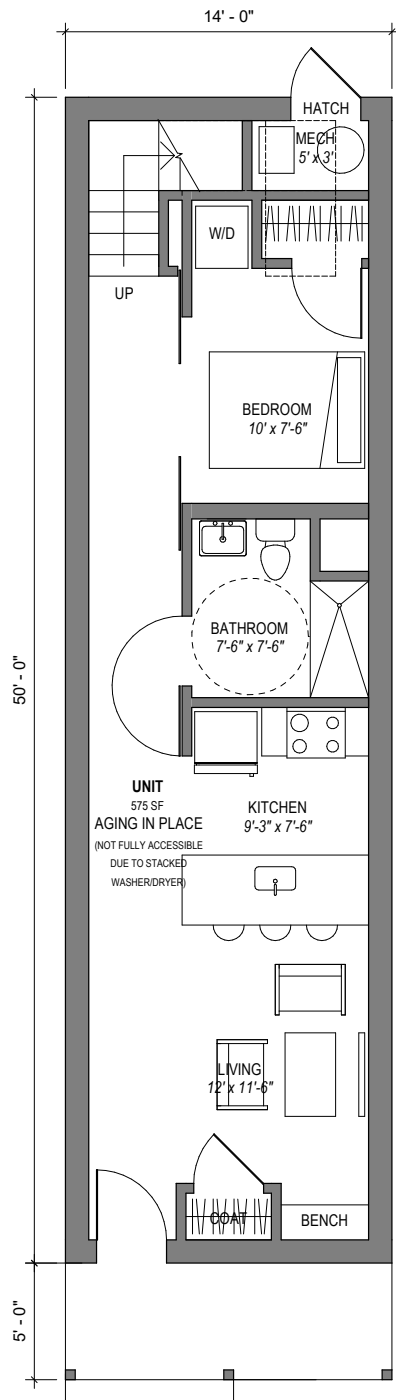 14' - 0"
HATCH
MECH
5' x 3'
W/D
UP
BEDROOM
10' x 7'-6"
BATHROOM
7'-6" x 7'-6"
50' - 0"
UNIT
575 SF
AGING IN PLACE
(NOT FULLY ACCESSIBLE
DUE TO STACKED
WASHER/DRYER)
KITCHEN
9'-3" x 7'-6"
LIVING
12' x 11'-6"
COAT
BENCH
5' - 0"